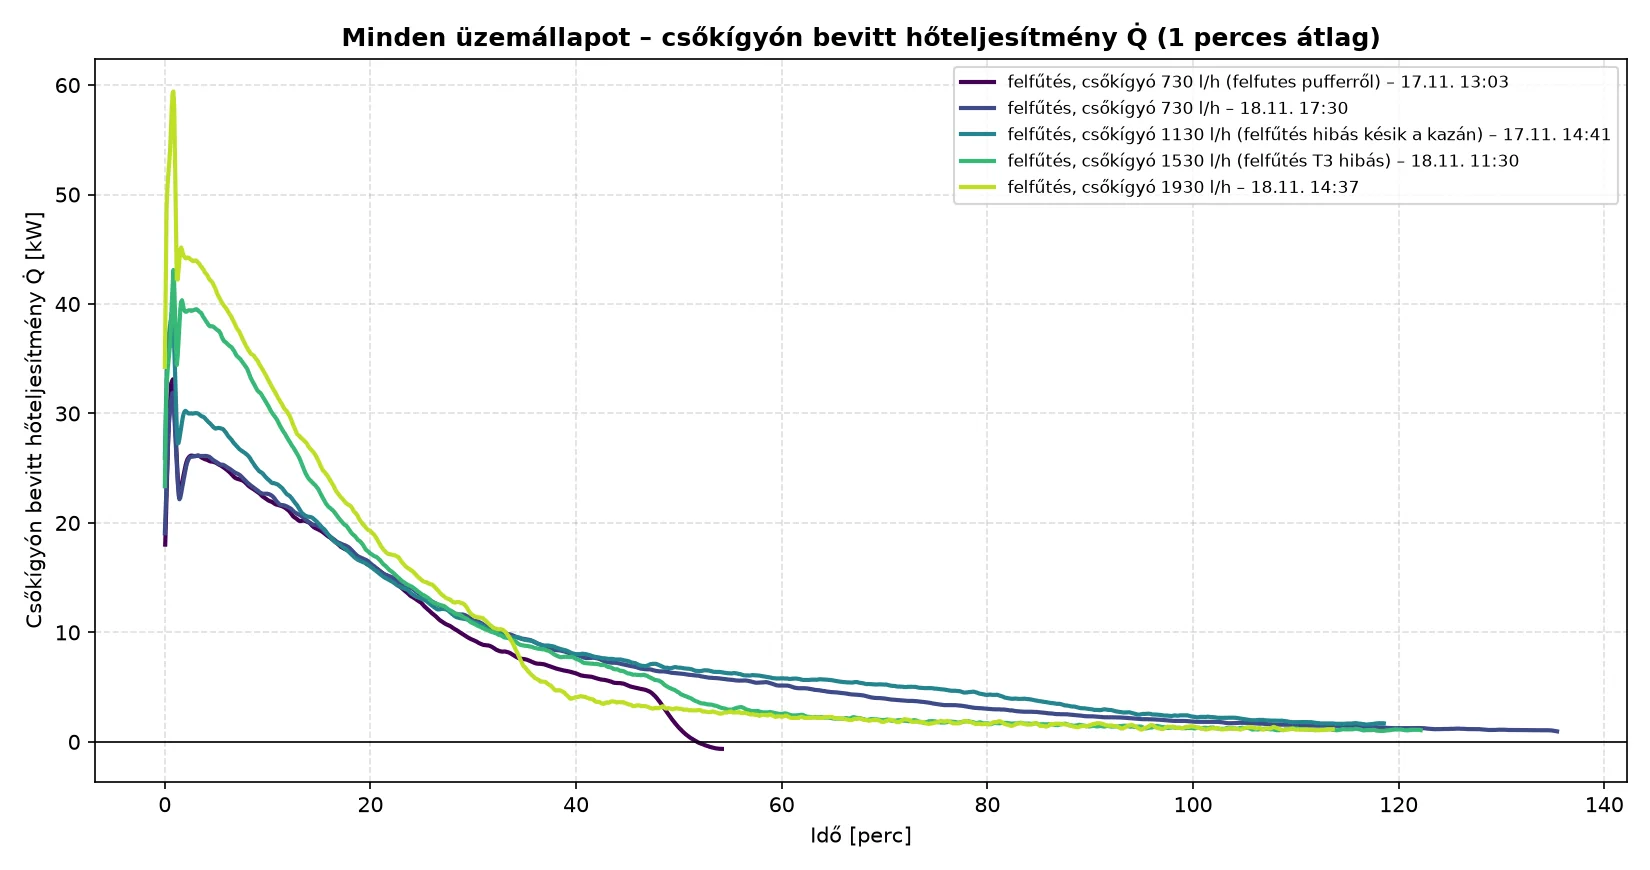 Minden üzemállapot – csőkígyón bevitt hőteljesítmény Q̇ (1 perces átlag)
felfűtés, csőkígyó 730 l/h (felfutes pufferről) – 17.11. 13:03
felfűtés, csőkígyó 730 l/h – 18.11. 17:30
felfűtés, csőkígyó 1130 l/h (felfűtés hibás késik a kazán) – 17.11. 14:41
felfűtés, csőkígyó 1530 l/h (felfűtés T3 hibás) – 18.11. 11:30
felfűtés, csőkígyó 1930 l/h – 18.11. 14:37
Csőkígyón bevitt hőteljesítmény Q̇ [kW]
60
50
40
30
20
10
0
0 20 40 60 80 100 120 140
Idő [perc]